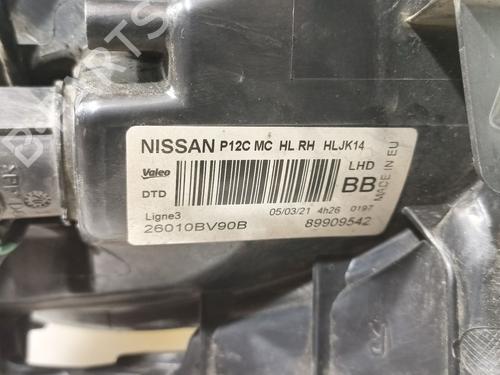 NISSAN P12C MC HL RH HLJK14
Valeo
LHD
DTD
BB
MADE IN EU
Ligne3
05/03/21 4h26 0197
26010BV90B
89909542